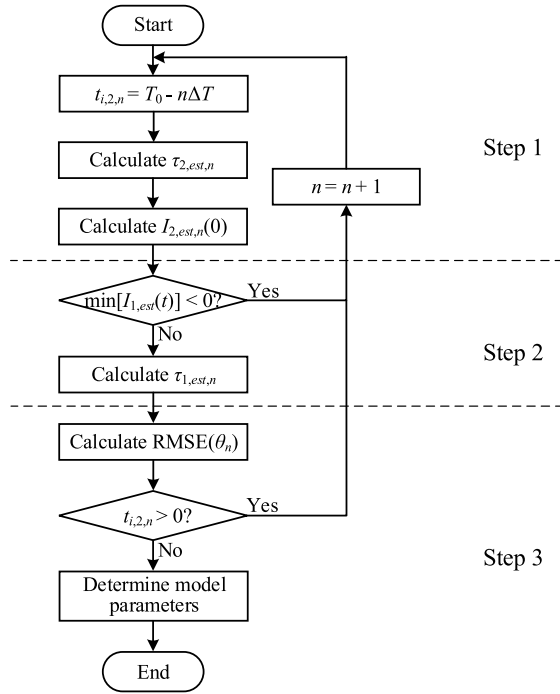 Start
t_{i,2,n} = T_0 - nΔT
Calculate τ_{2,est,n}
Step 1
n = n + 1
Calculate I_{2,est,n}(0)
min[I_{1,est}(t)] < 0?
Yes
No
Step 2
Calculate τ_{1,est,n}
Calculate RMSE(θ_n)
t_{i,2,n} > 0?
Yes
No
Step 3
Determine model
parameters
End